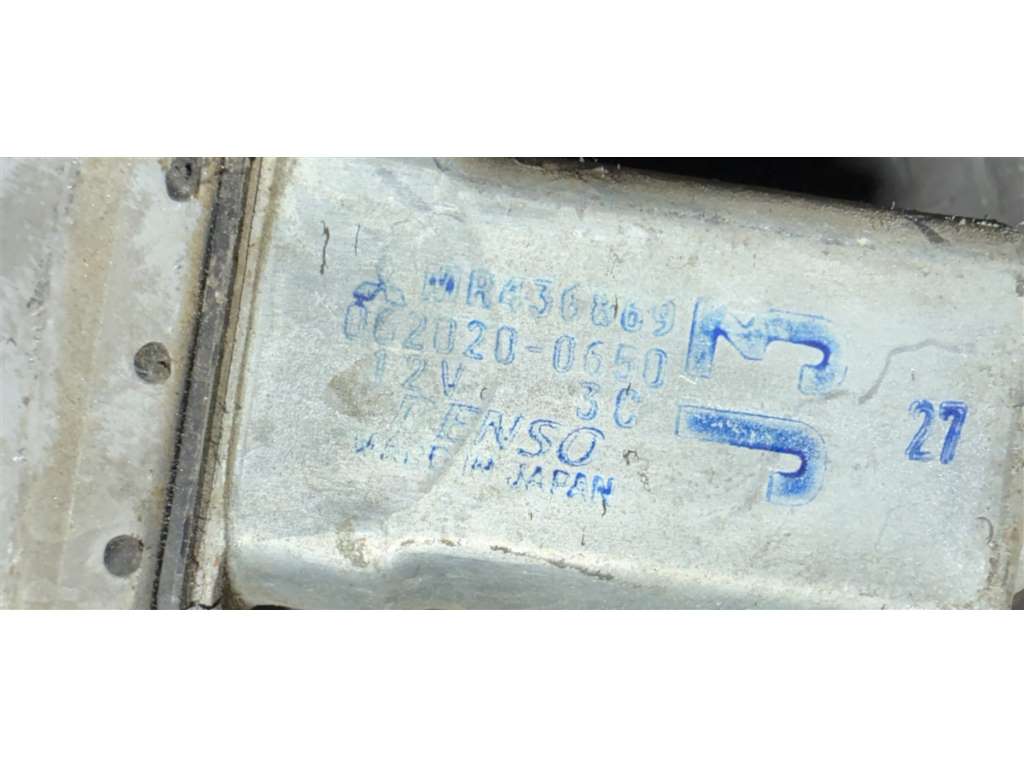 MR436869
062020-0650
12V 3C
DENSO
MADE IN JAPAN
27